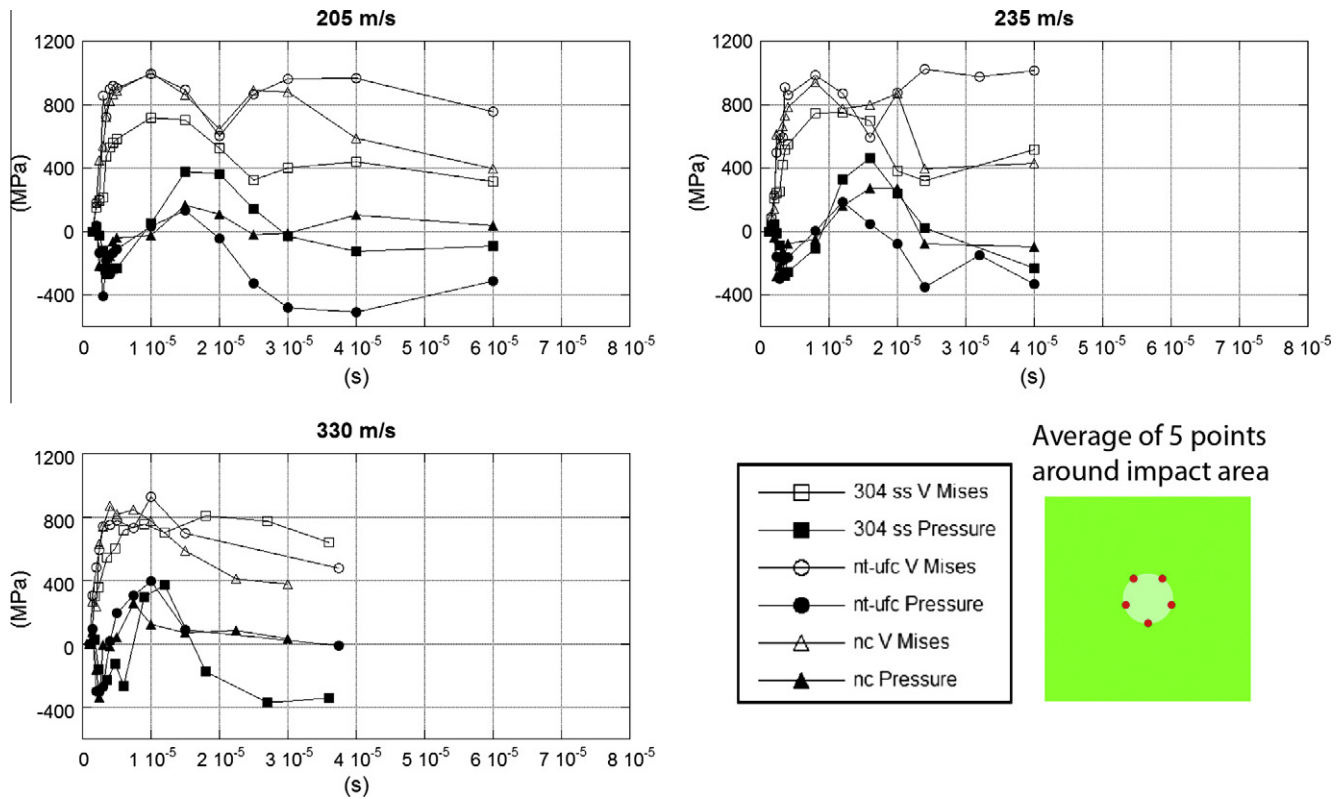 205 m/s
1200
800
400
0
-400
(MPa)
0
1 10-5
2 10-5
3 10-5
4 10-5
5 10-5
6 10-5
7 10-5
8 10-5
(s)
235 m/s
1200
800
400
0
-400
(MPa)
0
1 10-5
2 10-5
3 10-5
4 10-5
5 10-5
6 10-5
7 10-5
8 10-5
(s)
330 m/s
1200
800
400
0
-400
(MPa)
0
1 10-5
2 10-5
3 10-5
4 10-5
5 10-5
6 10-5
7 10-5
8 10-5
(s)
304 ss V Mises
304 ss Pressure
nt-ufc V Mises
nt-ufc Pressure
nc V Mises
nc Pressure
Average of 5 points
around impact area